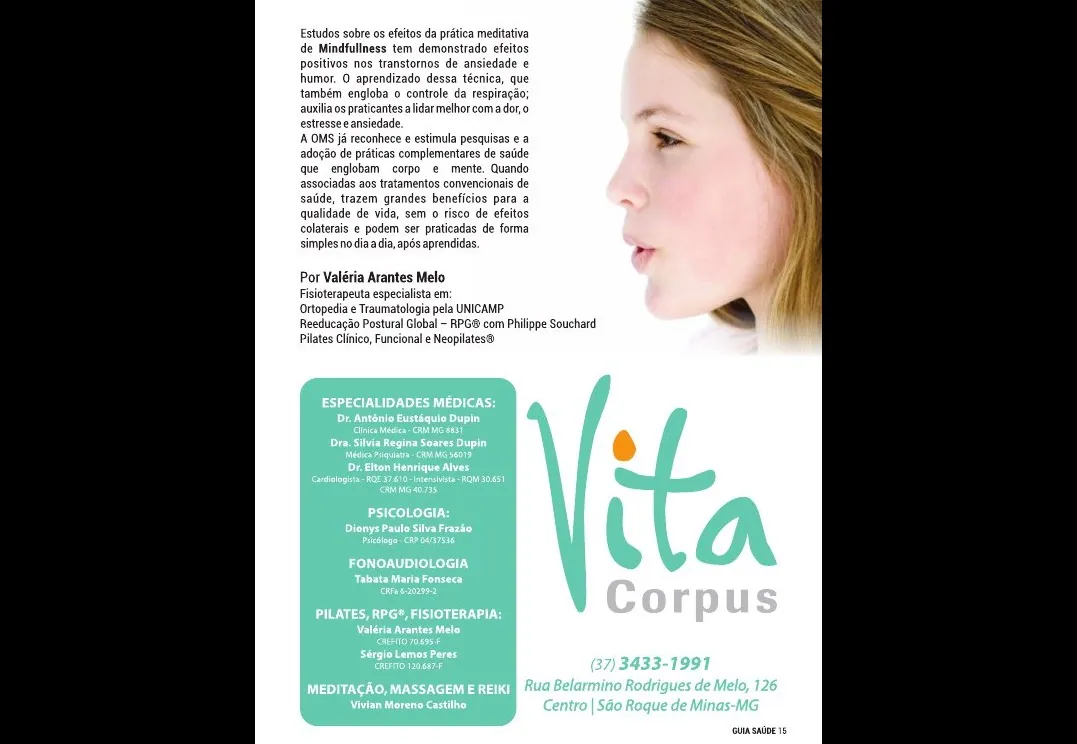 Estudos sobre os efeitos da prática meditativa
de Mindfullness tem demonstrado efeitos
positivos nos transtornos de ansiedade e
humor. O aprendizado dessa técnica, que
também engloba o controle da respiração;
auxilia os praticantes a lidar melhor com a dor, o
estresse e ansiedade.
A OMS já reconhece e estimula pesquisas e a
adoção de práticas complementares de saúde
que englobam corpo e mente. Quando
associadas aos tratamentos convencionais de
saúde, trazem grandes benefícios para a
qualidade de vida, sem o risco de efeitos
colaterais e podem ser praticadas de forma
simples no dia a dia, após aprendidas.
Por Valéria Arantes Melo
Fisioterapeuta especialista em:
Ortopedia e Traumatologia pela UNICAMP
Reeducação Postural Global – RPG® com Philippe Souchard
Pilates Clínico, Funcional e Neopilates®
ESPECIALIDADES MÉDICAS:
Dr. Antônio Eustáquio Dupin
Clínica Médica - CRM MG 8831
Dra. Silvia Regina Soares Dupin
Médica Psiquiatra - CRM MG 56019
Dr. Elton Henrique Alves
Cardiologista - RQE 37.610 - Intensivista - RQM 30.651
CRM MG 40.735
PSICOLOGIA:
Dionys Paulo Silva Frazão
Psicólogo - CRP 04/37536
FONOAUDIOLOGIA
Tabata Maria Fonseca
CRFa 6-20299-2
PILATES, RPG®, FISIOTERAPIA:
Valéria Arantes Melo
CREFITO 70.695-F
Sérgio Lemos Peres
CREFITO 120.687-F
MEDITAÇÃO, MASSAGEM E REIKI
Vivian Moreno Castilho
Vita
Corpus
(37) 3433-1991
Rua Belarmino Rodrigues de Melo, 126
Centro | São Roque de Minas-MG
GUIA SAÚDE 15